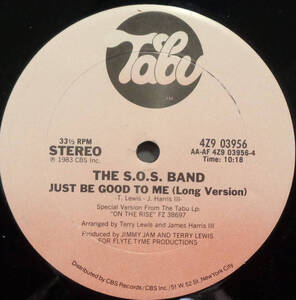 Tabu
TM
33⅓ RPM
STEREO
℗ 1983 CBS Inc.
4Z9 03956
AA-AF 4Z9 03956-4
Time: 10:18
THE S.O.S. BAND
JUST BE GOOD TO ME (Long Version)
-T. Lewis - J. Harris III-
Special Version From The Tabu Lp:
"ON THE RISE" FZ 38697
Arranged by Terry Lewis and James Harris III
Produced by JIMMY JAM AND TERRY LEWIS
FOR FLYTE TYME PRODUCTIONS
Distributed by CBS Records / CBS Inc. / 51 W 52 St., New York City